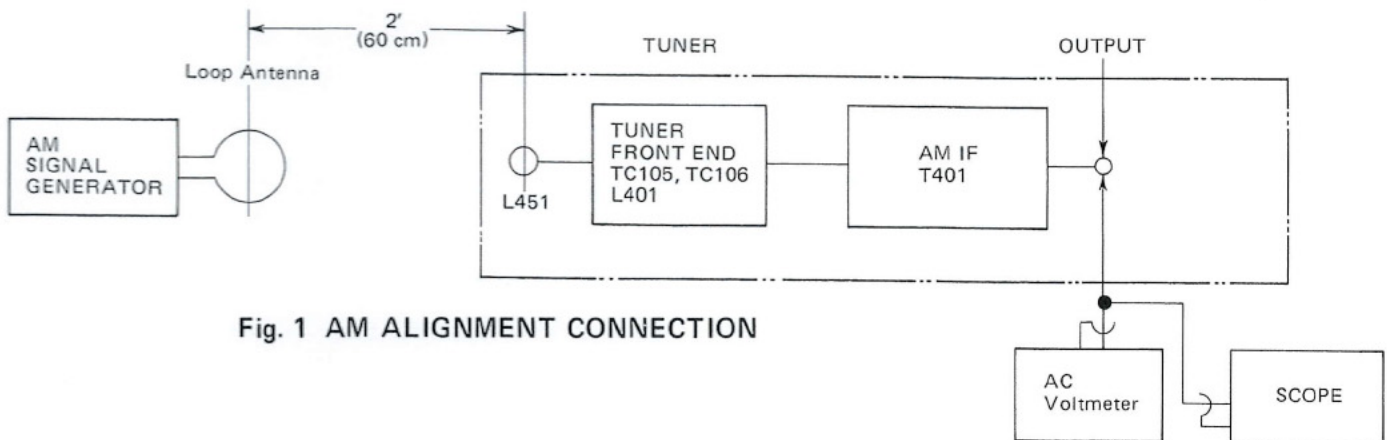 2'
(60 cm)
Loop Antenna
TUNER
OUTPUT
AM
SIGNAL
GENERATOR
L451
TUNER
FRONT END
TC105, TC106
L401
AM IF
T401
Fig. 1 AM ALIGNMENT CONNECTION
AC
Voltmeter
SCOPE